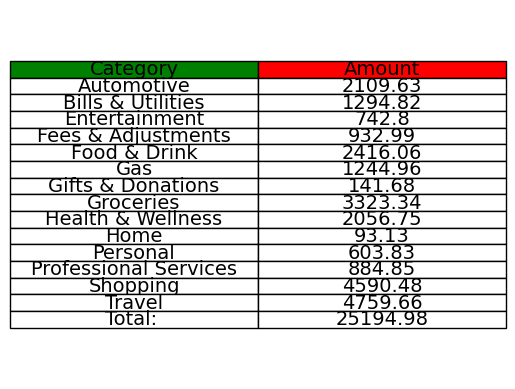 Category Amount
Automotive 2109.63
Bills & Utilities 1294.82
Entertainment 742.8
Fees & Adjustments 932.99
Food & Drink 2416.06
Gas 1244.96
Gifts & Donations 141.68
Groceries 3323.34
Health & Wellness 2056.75
Home 93.13
Personal 603.83
Professional Services 884.85
Shopping 4590.48
Travel 4759.66
Total: 25194.98